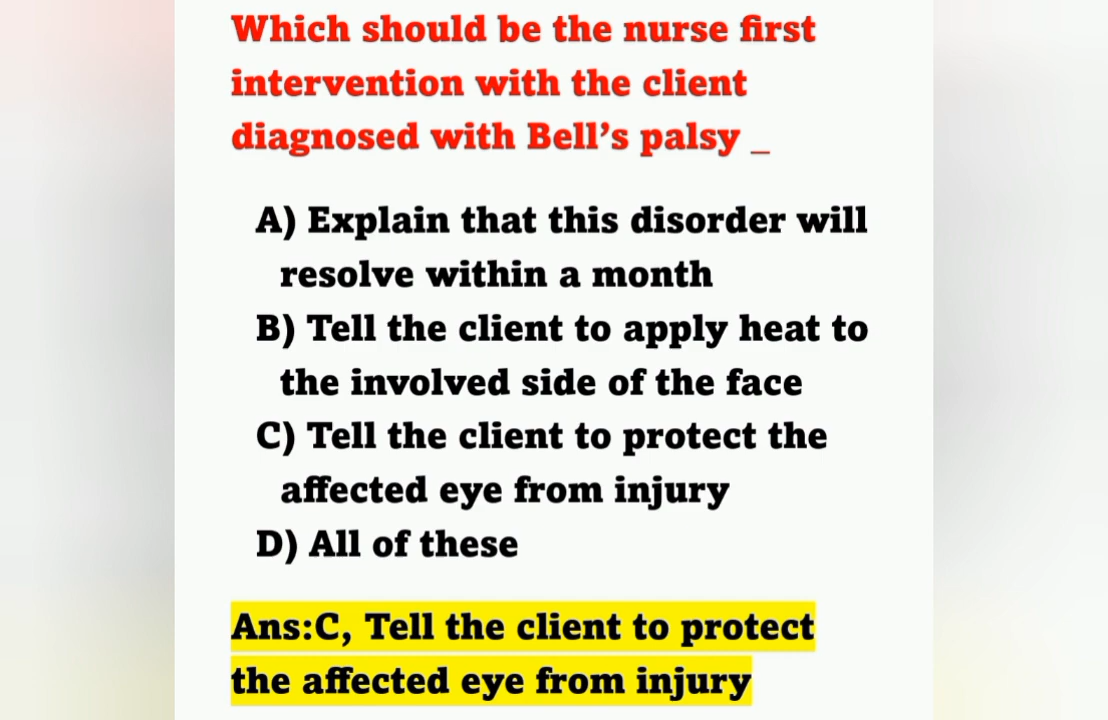 Which should be the nurse first
intervention with the client
diagnosed with Bell’s palsy _
A) Explain that this disorder will
resolve within a month
B) Tell the client to apply heat to
the involved side of the face
C) Tell the client to protect the
affected eye from injury
D) All of these
Ans:C, Tell the client to protect
the affected eye from injury